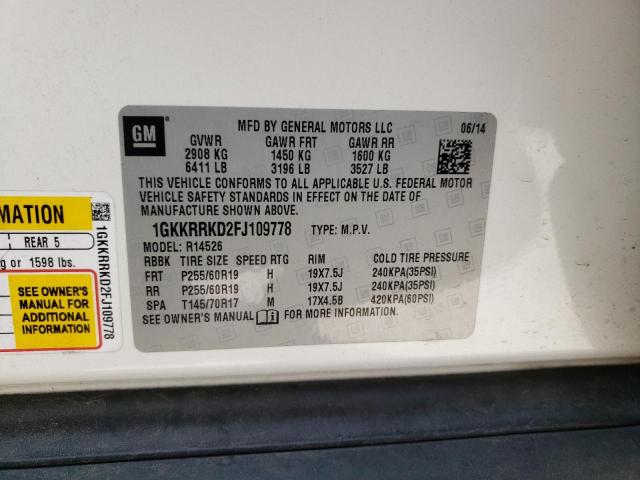 GM
MFD BY GENERAL MOTORS LLC 06/14
GVWR GAWR FRT GAWR RR
2908 KG 1450 KG 1600 KG
6411 LB 3196 LB 3527 LB
THIS VEHICLE CONFORMS TO ALL APPLICABLE U.S. FEDERAL MOTOR
VEHICLE SAFETY STANDARDS IN EFFECT ON THE DATE OF
MANUFACTURE SHOWN ABOVE.
1GKKRRKD2FJ109778 TYPE: M.P.V.
MODEL: R14526
RBBK TIRE SIZE SPEED RTG RIM COLD TIRE PRESSURE
FRT P255/60R19 H 19X7.5J 240KPA(35PSI)
RR P255/60R19 H 19X7.5J 240KPA(35PSI)
SPA T145/70R17 M 17X4.5B 420KPA(60PSI)
SEE OWNER'S MANUAL FOR MORE INFORMATION.
REAR 5
or 1598 lbs.
SEE OWNER'S
MANUAL FOR
ADDITIONAL
INFORMATION
1GKKRRKD2FJ109778